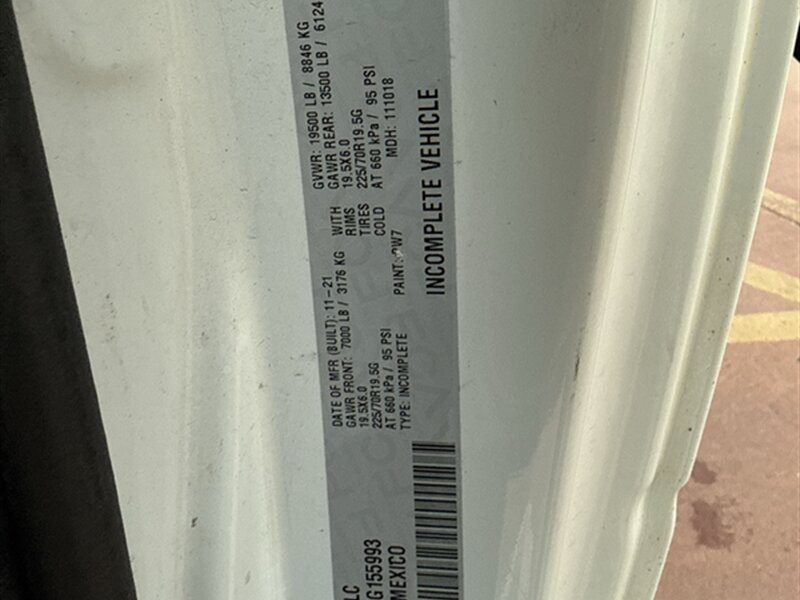 LC
DATE OF MFR (BUILT): 11-21 GVWR: 19500 LB / 8846 KG
GAWR FRONT: 7000 LB / 3176 KG WITH GAWR REAR: 13500 LB / 6124
19.5X6.0 RIMS 19.5X6.0
225/70R19.5G TIRES 225/70R19.5G
AT 660 kPa / 95 PSI COLD AT 660 kPa / 95 PSI
G155993 TYPE: INCOMPLETE PAINT: PW7 MDH: 111018
MEXICO
INCOMPLETE VEHICLE